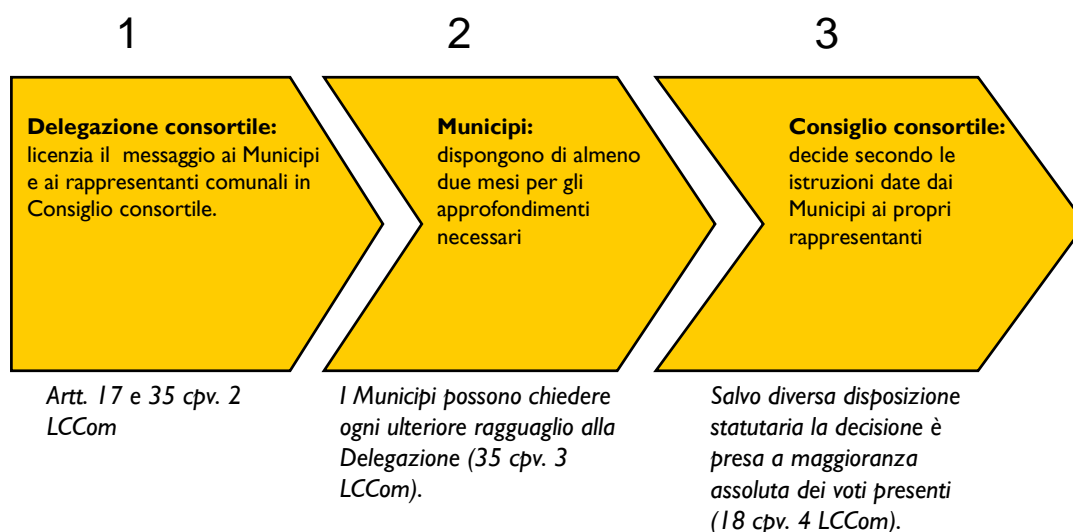 1
2
3
Delegazione consortile:
licenzia il messaggio ai Municipi
e ai rappresentanti comunali in
Consiglio consortile.
Municipi:
dispongono di almeno
due mesi per gli
approfondimenti
necessari
Consiglio consortile:
decide secondo le
istruzioni date dai
Municipi ai propri
rappresentanti
Artt. 17 e 35 cpv. 2
LCCom
I Municipi possono chiedere
ogni ulteriore ragguaglio alla
Delegazione (35 cpv. 3
LCCom).
Salvo diversa disposizione
statutaria la decisione è
presa a maggioranza
assoluta dei voti presenti
(18 cpv. 4 LCCom).